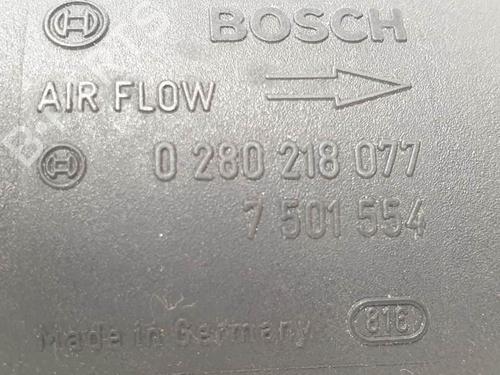 BOSCH
AIR FLOW
0 280 218 077
7 501 554
Made in Germany 816